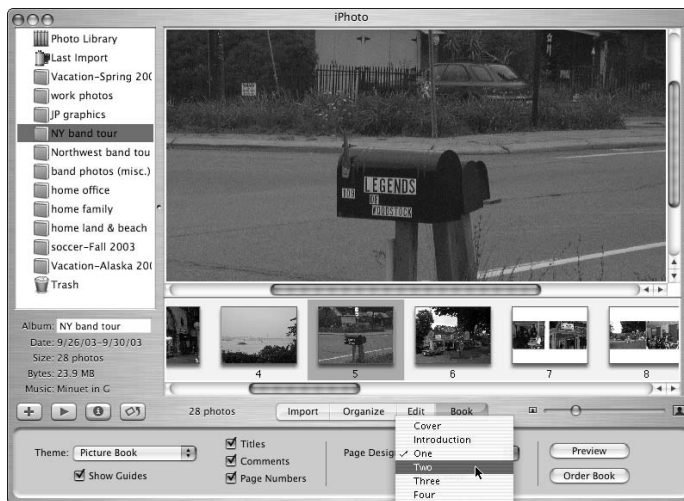 iPhoto
Photo Library
Last Import
Vacation-Spring 200
work photos
JP graphics
NY band tour
Northwest band tou
band photos (misc.)
home office
home family
home land & beach
soccer-Fall 2003
Vacation-Alaska 200
Trash
103
LEGENDS
OF
WOODSTOCK
4 5 6 7 8
Album: NY band tour
Date: 9/26/03-9/30/03
Size: 28 photos
Bytes: 23.9 MB
Music: Minuet in G
28 photos Import Organize Edit Book
Cover
Introduction
One
Two
Three
Four
Theme: Picture Book
Show Guides
Titles
Comments
Page Numbers
Page Desig
Preview
Order Book